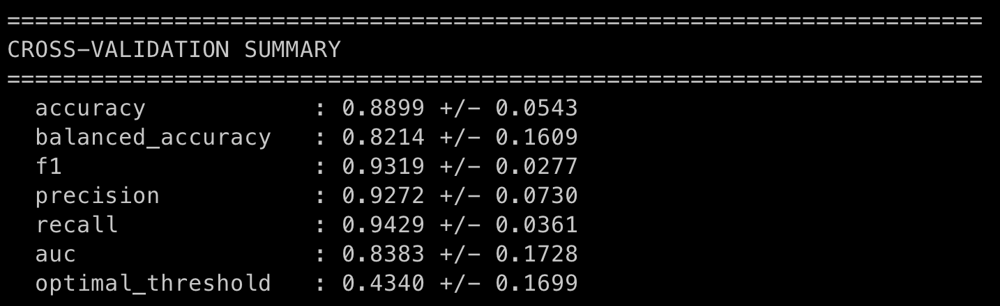 ======================================================================
CROSS-VALIDATION SUMMARY
======================================================================
  accuracy            : 0.8899 +/- 0.0543
  balanced_accuracy   : 0.8214 +/- 0.1609
  f1                  : 0.9319 +/- 0.0277
  precision           : 0.9272 +/- 0.0730
  recall              : 0.9429 +/- 0.0361
  auc                 : 0.8383 +/- 0.1728
  optimal_threshold   : 0.4340 +/- 0.1699